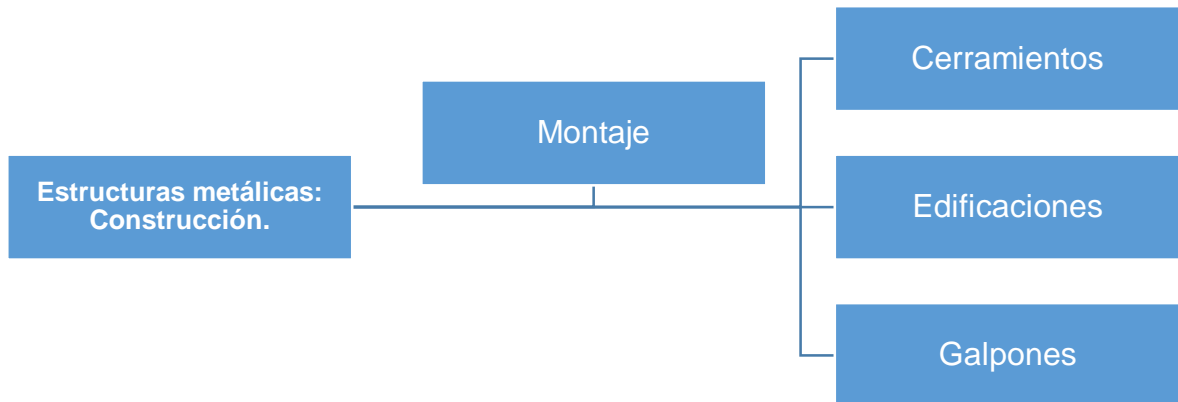 Estructuras metálicas:
Construcción.
Montaje
Cerramientos
Edificaciones
Galpones